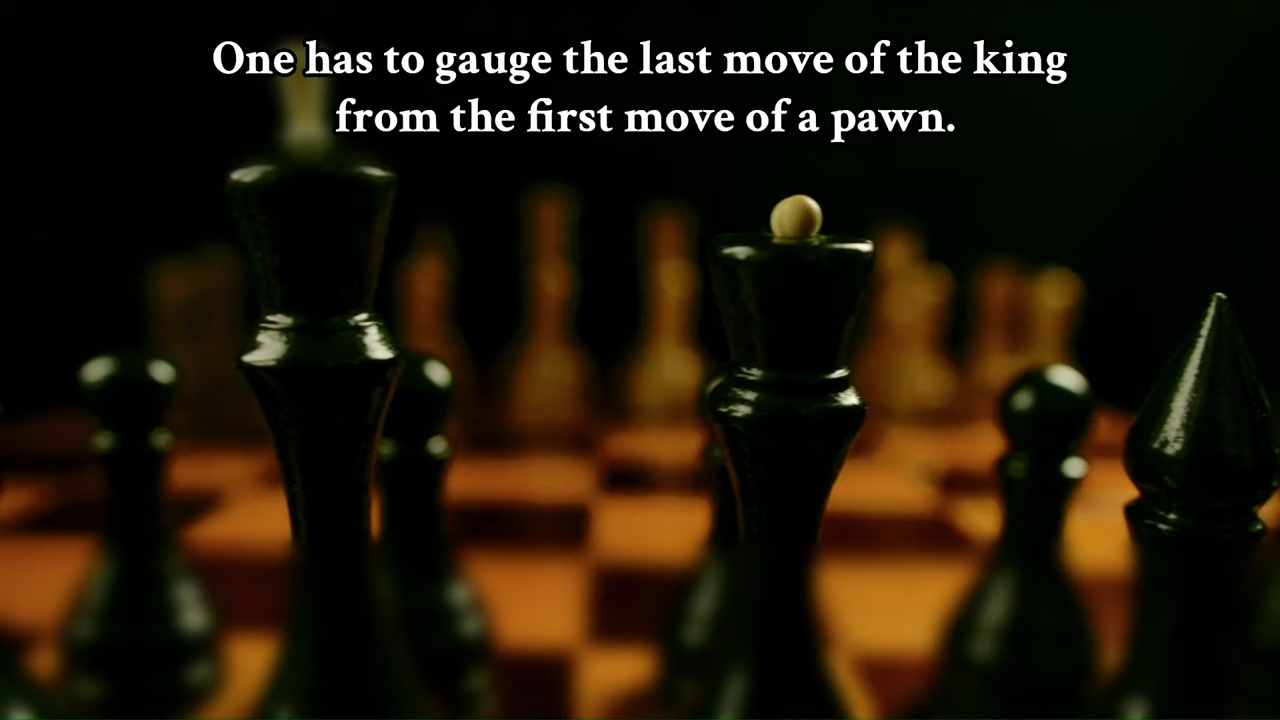 One has to gauge the last move of the king
from the first move of a pawn.